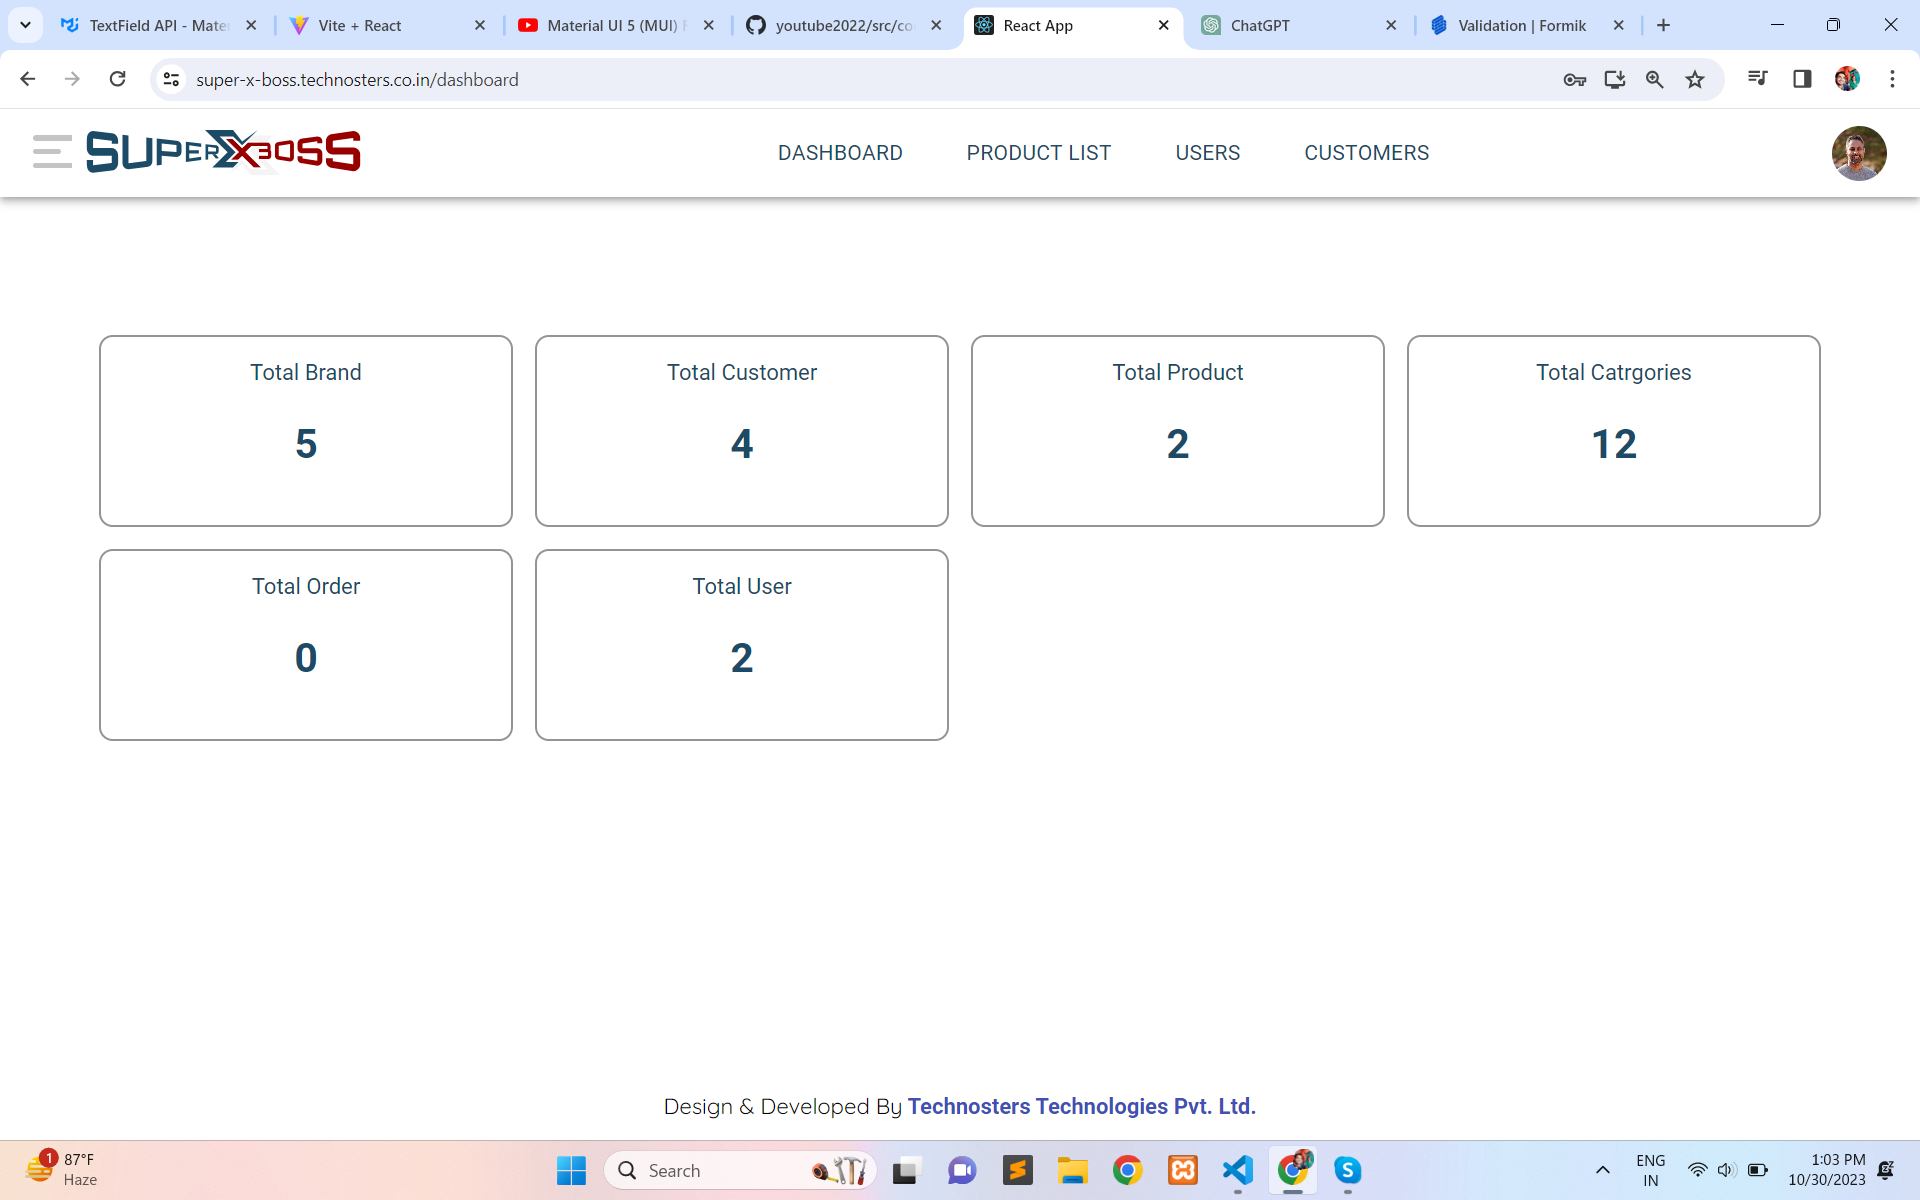 TextField API - Mater
Vite + React
Material UI 5 (MUI) F
youtube2022/src/co
React App
ChatGPT
Validation | Formik
super-x-boss.technosters.co.in/dashboard
SUPER X BOSS
DASHBOARD
PRODUCT LIST
USERS
CUSTOMERS
Total Brand
Total Customer
Total Product
Total Catrgories
5
4
2
12
Total Order
Total User
0
2
Design & Developed By Technosters Technologies Pvt. Ltd.
1
87°F
Haze
Search
ENG
IN
1:03 PM
10/30/2023